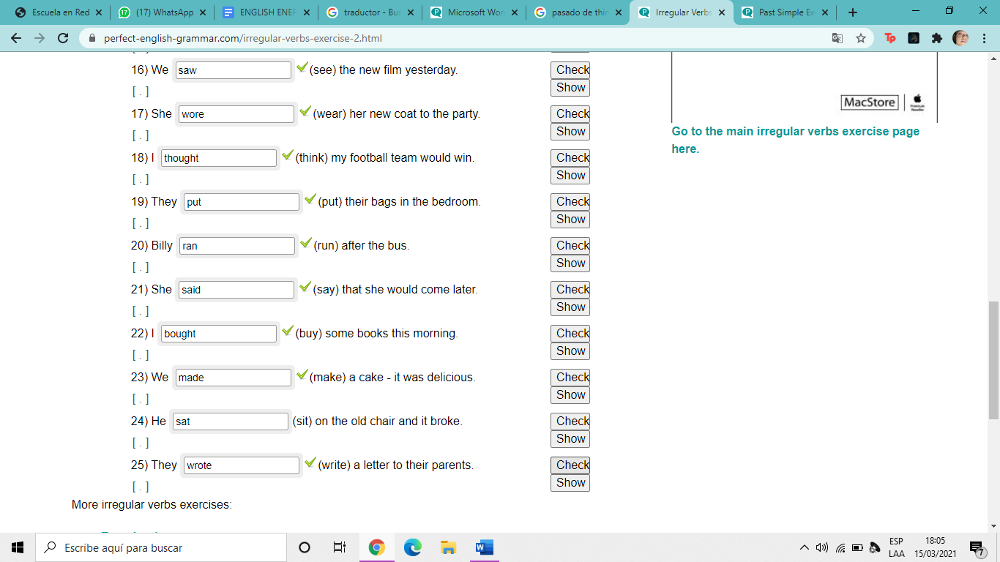 Escuela en Red
(17) WhatsApp
ENGLISH ENEP
traductor - Bus
Microsoft Wor
pasado de thin
Irregular Verbs
Past Simple Ex
perfect-english-grammar.com/irregular-verbs-exercise-2.html
16) We saw (see) the new film yesterday.
Check
Show
[ . ]
17) She wore (wear) her new coat to the party.
Check
Show
[ . ]
18) I thought (think) my football team would win.
Check
Show
[ . ]
19) They put (put) their bags in the bedroom.
Check
Show
[ . ]
20) Billy ran (run) after the bus.
Check
Show
[ . ]
21) She said (say) that she would come later.
Check
Show
[ . ]
22) I bought (buy) some books this morning.
Check
Show
[ . ]
23) We made (make) a cake - it was delicious.
Check
Show
[ . ]
24) He sat (sit) on the old chair and it broke.
Check
Show
[ . ]
25) They wrote (write) a letter to their parents.
Check
Show
[ . ]
More irregular verbs exercises:
MacStore
Premium
Reseller
Go to the main irregular verbs exercise page
here.
Escribe aquí para buscar
ESP
LAA
18:05
15/03/2021
7